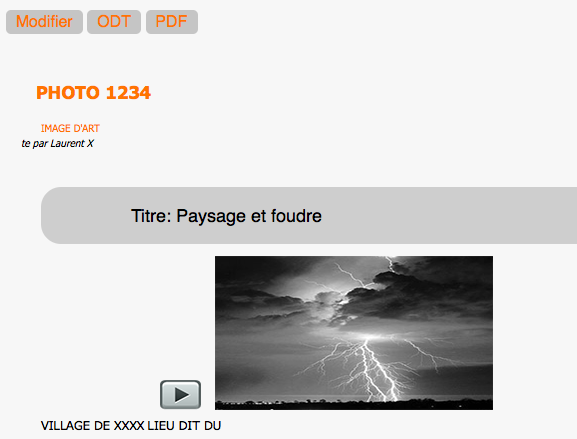 Modifier ODT PDF
PHOTO 1234
IMAGE D'ART
te par Laurent X
Titre: Paysage et foudre
VILLAGE DE XXXX LIEU DIT DU